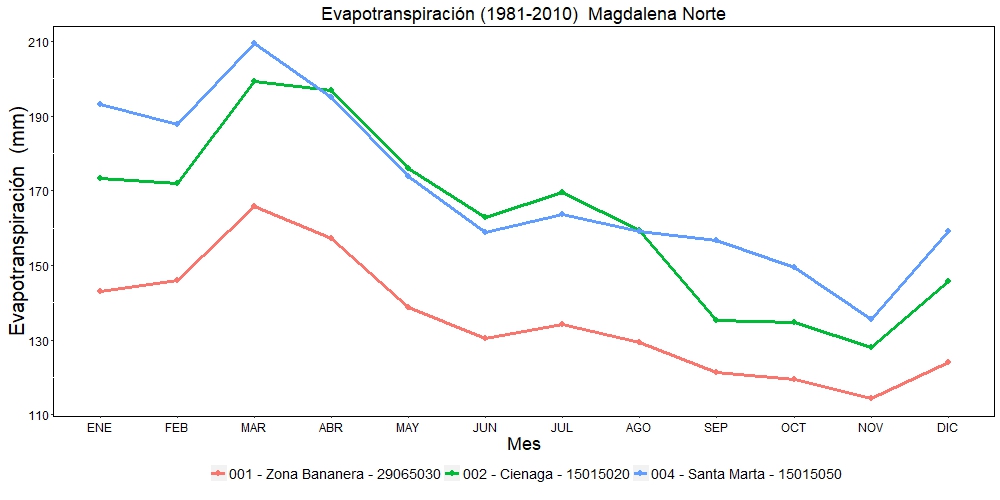 Evapotranspiración (1981-2010)  Magdalena Norte
Evapotranspiración  (mm)
210
190
170
150
130
110
ENE FEB MAR ABR MAY JUN JUL AGO SEP OCT NOV DIC
Mes
001 - Zona Bananera - 29065030 002 - Cienaga - 15015020 004 - Santa Marta - 15015050